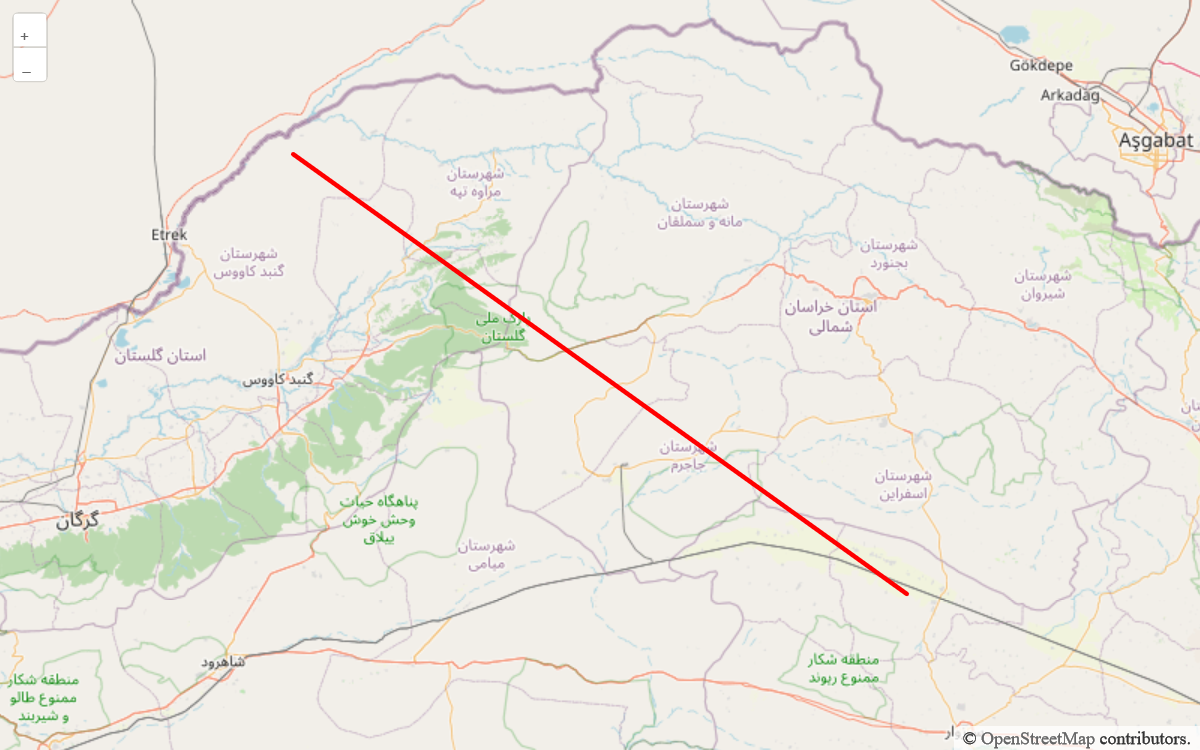 +
−
Gökdepe
Arkadag
Aşgabat
شهرستان
مراوه تپه
شهرستان
مانه و سملقان
Etrek
شهرستان
گنبد کاووس
شهرستان
بجنورد
شهرستان
شیروان
استان خراسان
شمالی
پارک ملی
گلستان
استان گلستان
گنبد کاووس
شهرستان
جاجرم
شهرستان
اسفراین
پناهگاه حیات
وحش خوش
ییلاق
گرگان
شهرستان
میامی
شاهرود
منطقه شکار
ممنوع طالو
و شیربند
منطقه شکار
ممنوع ریوند
© OpenStreetMap contributors.